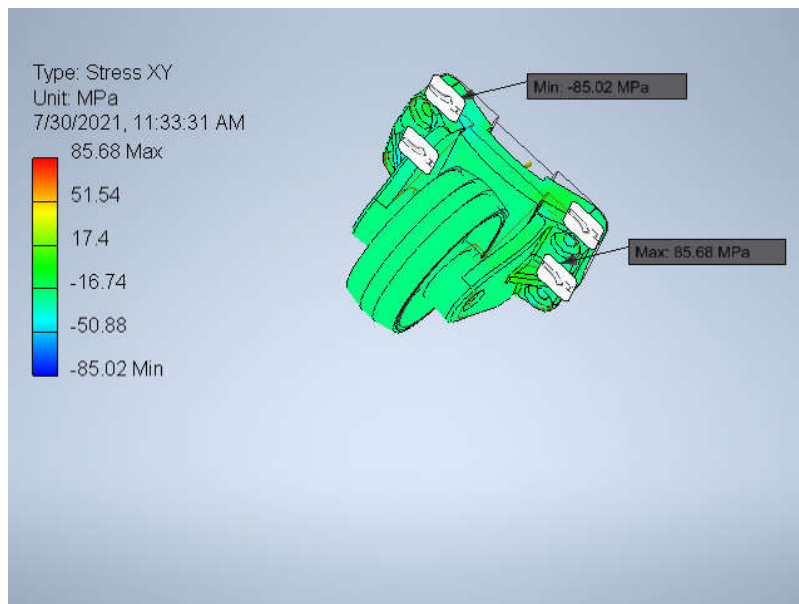 Type: Stress XY
Unit: MPa
7/30/2021, 11:33:31 AM
85.68 Max
51.54
17.4
-16.74
-50.88
-85.02 Min
Min: -85.02 MPa
Max: 85.68 MPa